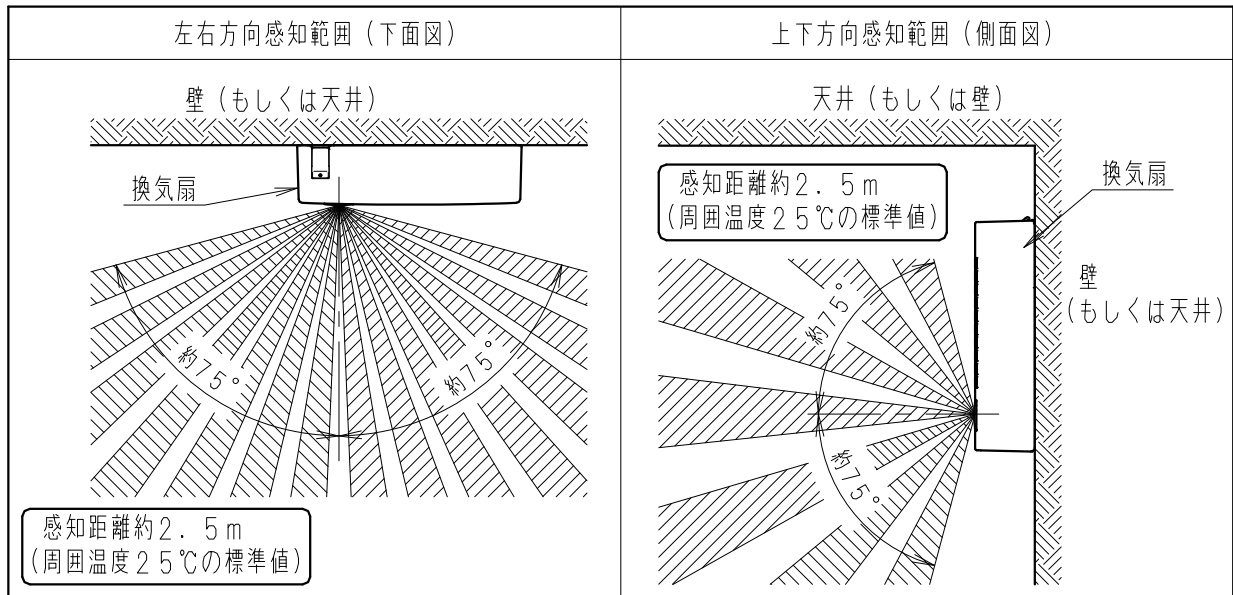 左右方向感知範囲(下面図)
壁(もしくは天井)
換気扇
約75°
約75°
感知距離約2.5m
(周囲温度25℃の標準値)
上下方向感知範囲(側面図)
天井(もしくは壁)
感知距離約2.5m
(周囲温度25℃の標準値)
換気扇
壁
(もしくは天井)
約75°
約75°